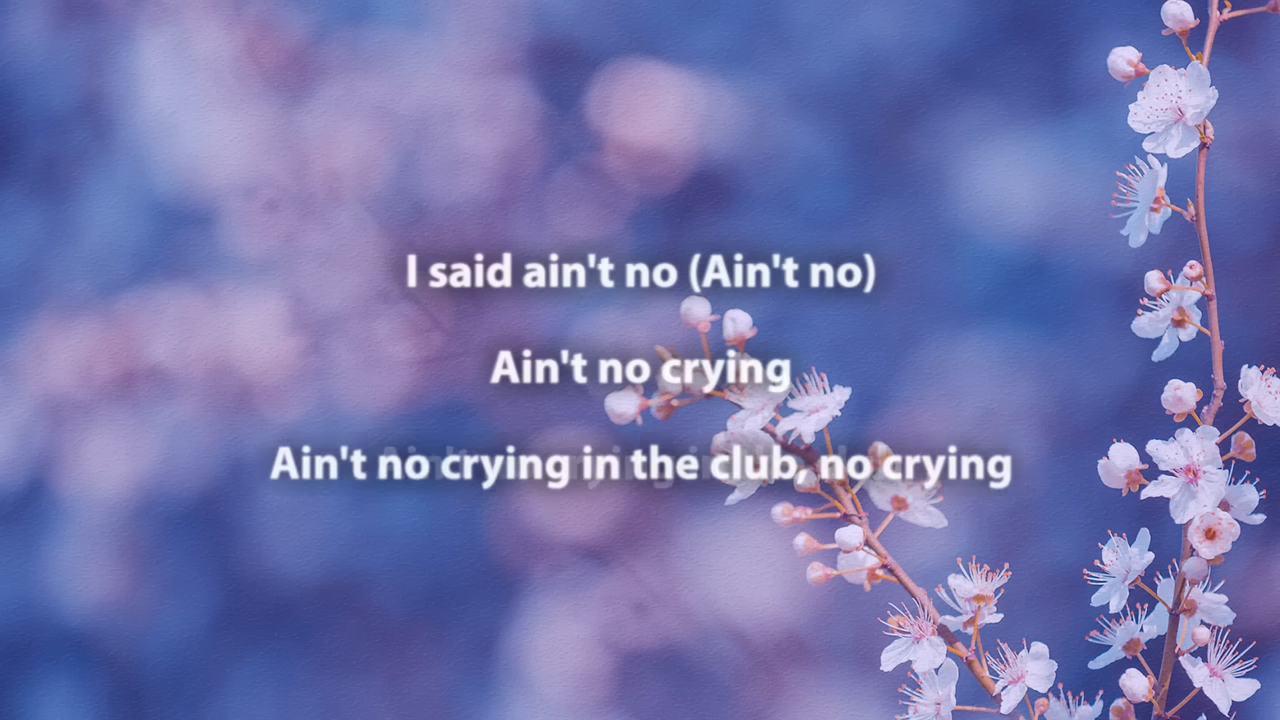 I said ain't no (Ain't no)
Ain't no crying
Ain't no crying in the club, no crying